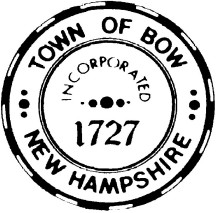 TOWN OF BOW
INCORPORATED
1727
NEW HAMPSHIRE